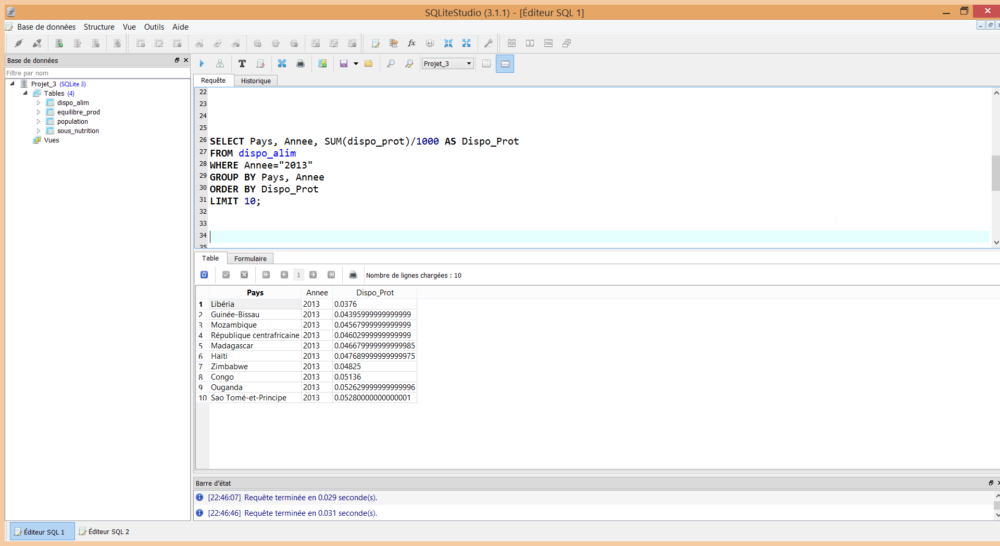 SQLiteStudio (3.1.1) - [Éditeur SQL 1]
Base de données Structure Vue Outils Aide
Base de données
Filtre par nom
Projet_3 (SQLite 3)
Tables (4)
dispo_alim
equilibre_prod
population
sous_nutrition
Vues
Projet_3
Requête Historique
22
23
24
25
26 SELECT Pays, Annee, SUM(dispo_prot)/1000 AS Dispo_Prot
27 FROM dispo_alim
28 WHERE Annee="2013"
29 GROUP BY Pays, Annee
30 ORDER BY Dispo_Prot
31 LIMIT 10;
32
33
34
35
Table Formulaire
1 Nombre de lignes chargées : 10
Pays Annee Dispo_Prot
1 Libéria 2013 0.0376
2 Guinée-Bissau 2013 0.04395999999999999
3 Mozambique 2013 0.04567999999999999
4 République centrafricaine 2013 0.04602999999999999
5 Madagascar 2013 0.046679999999999985
6 Haïti 2013 0.047689999999999975
7 Zimbabwe 2013 0.04825
8 Congo 2013 0.05136
9 Ouganda 2013 0.052629999999999996
10 Sao Tomé-et-Principe 2013 0.05280000000000001
Barre d'état
[22:46:07] Requête terminée en 0.029 seconde(s).
[22:46:46] Requête terminée en 0.031 seconde(s).
Éditeur SQL 1 Éditeur SQL 2